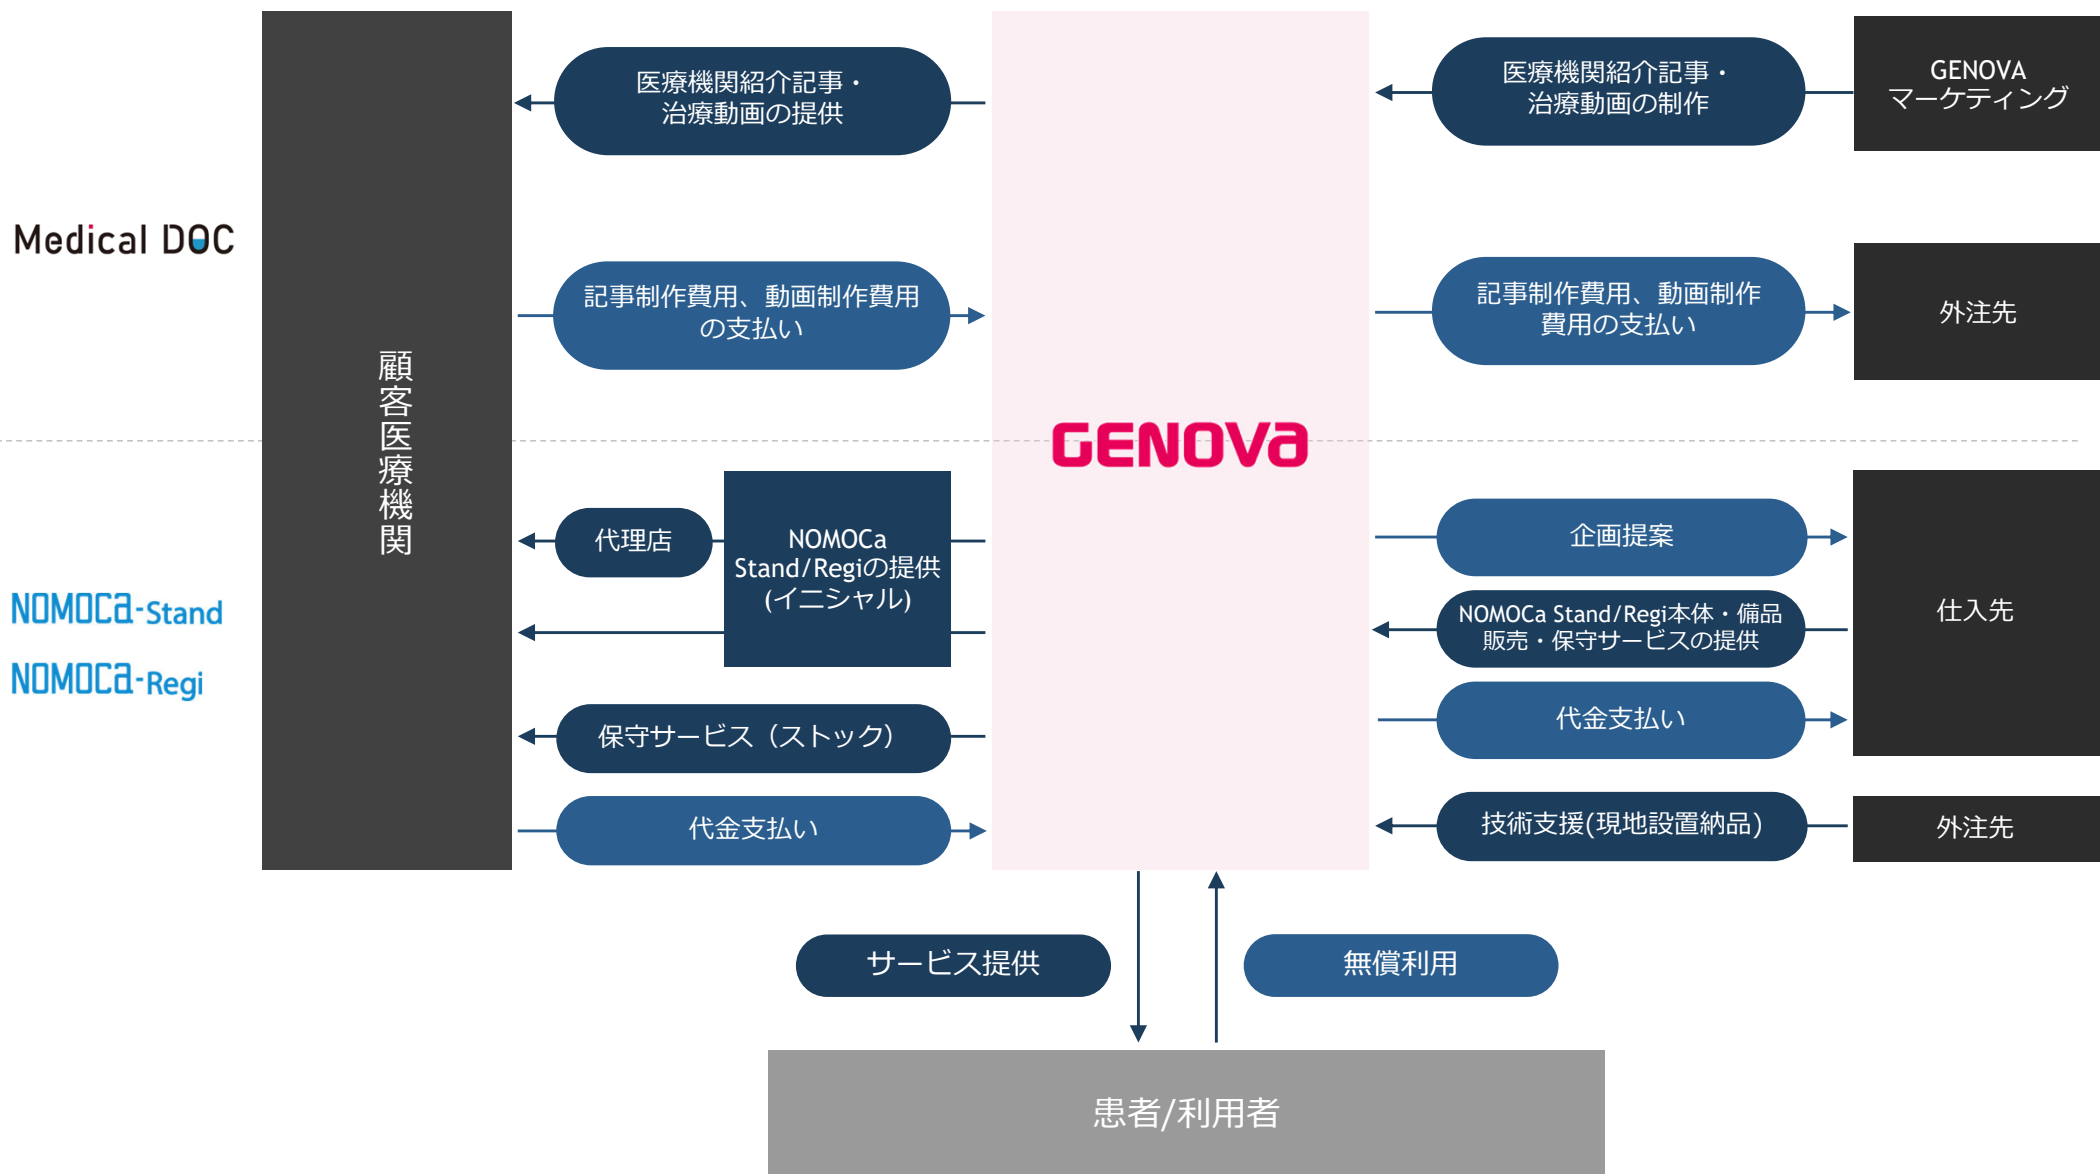 医療機関紹介記事・
治療動画の提供
医療機関紹介記事・
治療動画の制作
GENOVA
マーケティング
Medical DOC
記事制作費用、動画制作費用
の支払い
記事制作費用、動画制作
費用の支払い
外注先
顧客医療機関
GENOVA
代理店
NOMOCa
Stand/Regiの提供
(イニシャル)
企画提案
NOMOCa-Stand
NOMOCa Stand/Regi本体・備品
販売・保守サービスの提供
仕入先
NOMOCa-Regi
保守サービス（ストック）
代金支払い
代金支払い
技術支援(現地設置納品)
外注先
サービス提供
無償利用
患者/利用者